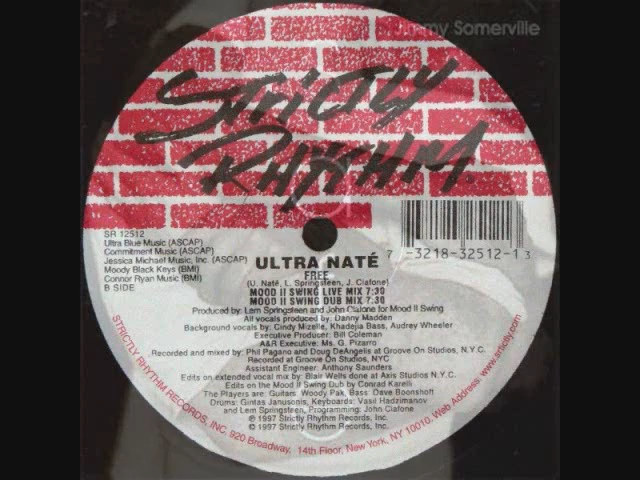 Jimmy Somerville
STRICTLY
RHYTHM
SR 12512
Ultra Blue Music (ASCAP)
Commitment Music (ASCAP)
Jessica Michael Music, Inc. (ASCAP)
Moody Black Keys (BMI)
Connor Ryan Music (BMI)
B SIDE
7 -3218-32512-1 3
ULTRA NATÉ
FREE
(U. Naté, L. Springsteen, J. Ciafone)
MOOD II SWING LIVE MIX 7:30
MOOD II SWING DUB MIX 7:30
Produced by: Lem Springsteen and John Ciafone for Mood II Swing
All vocals produced by: Danny Madden
Background vocals by: Cindy Mizelle, Khadejia Bass, Audrey Wheeler
Executive Producer: Bill Coleman
A&R Executive: Ms. G. Pizarro
Recorded and mixed by: Phil Pagano and Doug DeAngelis at Groove On Studios, N.Y.C.
Recorded at Groove On Studios, NYC
Assistant Engineer: Anthony Saunders
Edits on extended vocal mix by: Blair Wells done at Axis Studios N.Y.C.
Edits on the Mood II Swing Dub by Conrad Karelli
The Players are: Guitars: Woody Pak, Bass: Dave Boonshoft
Drums: Gintas Janusonis, Keyboards: Vasil Hadzimanov
and Lem Springsteen, Programming: John Ciafone
© 1997 Strictly Rhythm Records, Inc.
℗ 1997 Strictly Rhythm Records, Inc.
STRICTLY RHYTHM RECORDS, INC. 920 Broadway, 14th Floor, New York, NY 10010. Web Address: www.strictly.com